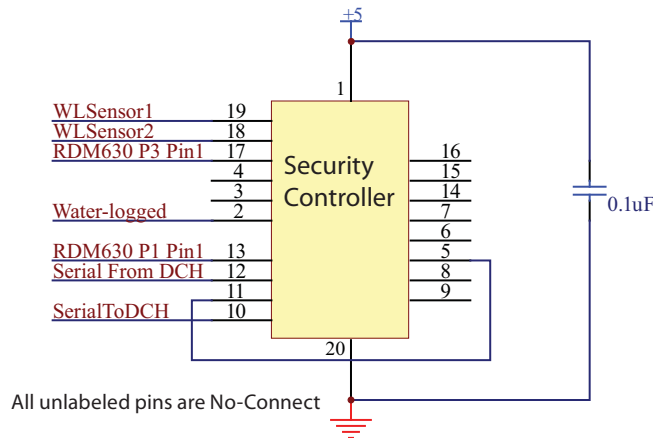 +5
1
WLSensor1 19
WLSensor2 18
RDM630 P3 Pin1 17
4
3
Water-logged 2
RDM630 P1 Pin1 13
Serial From DCH 12
11
SerialToDCH 10
Security
Controller
16
15
14
7
6
5
8
9
20
0.1uF
All unlabeled pins are No-Connect